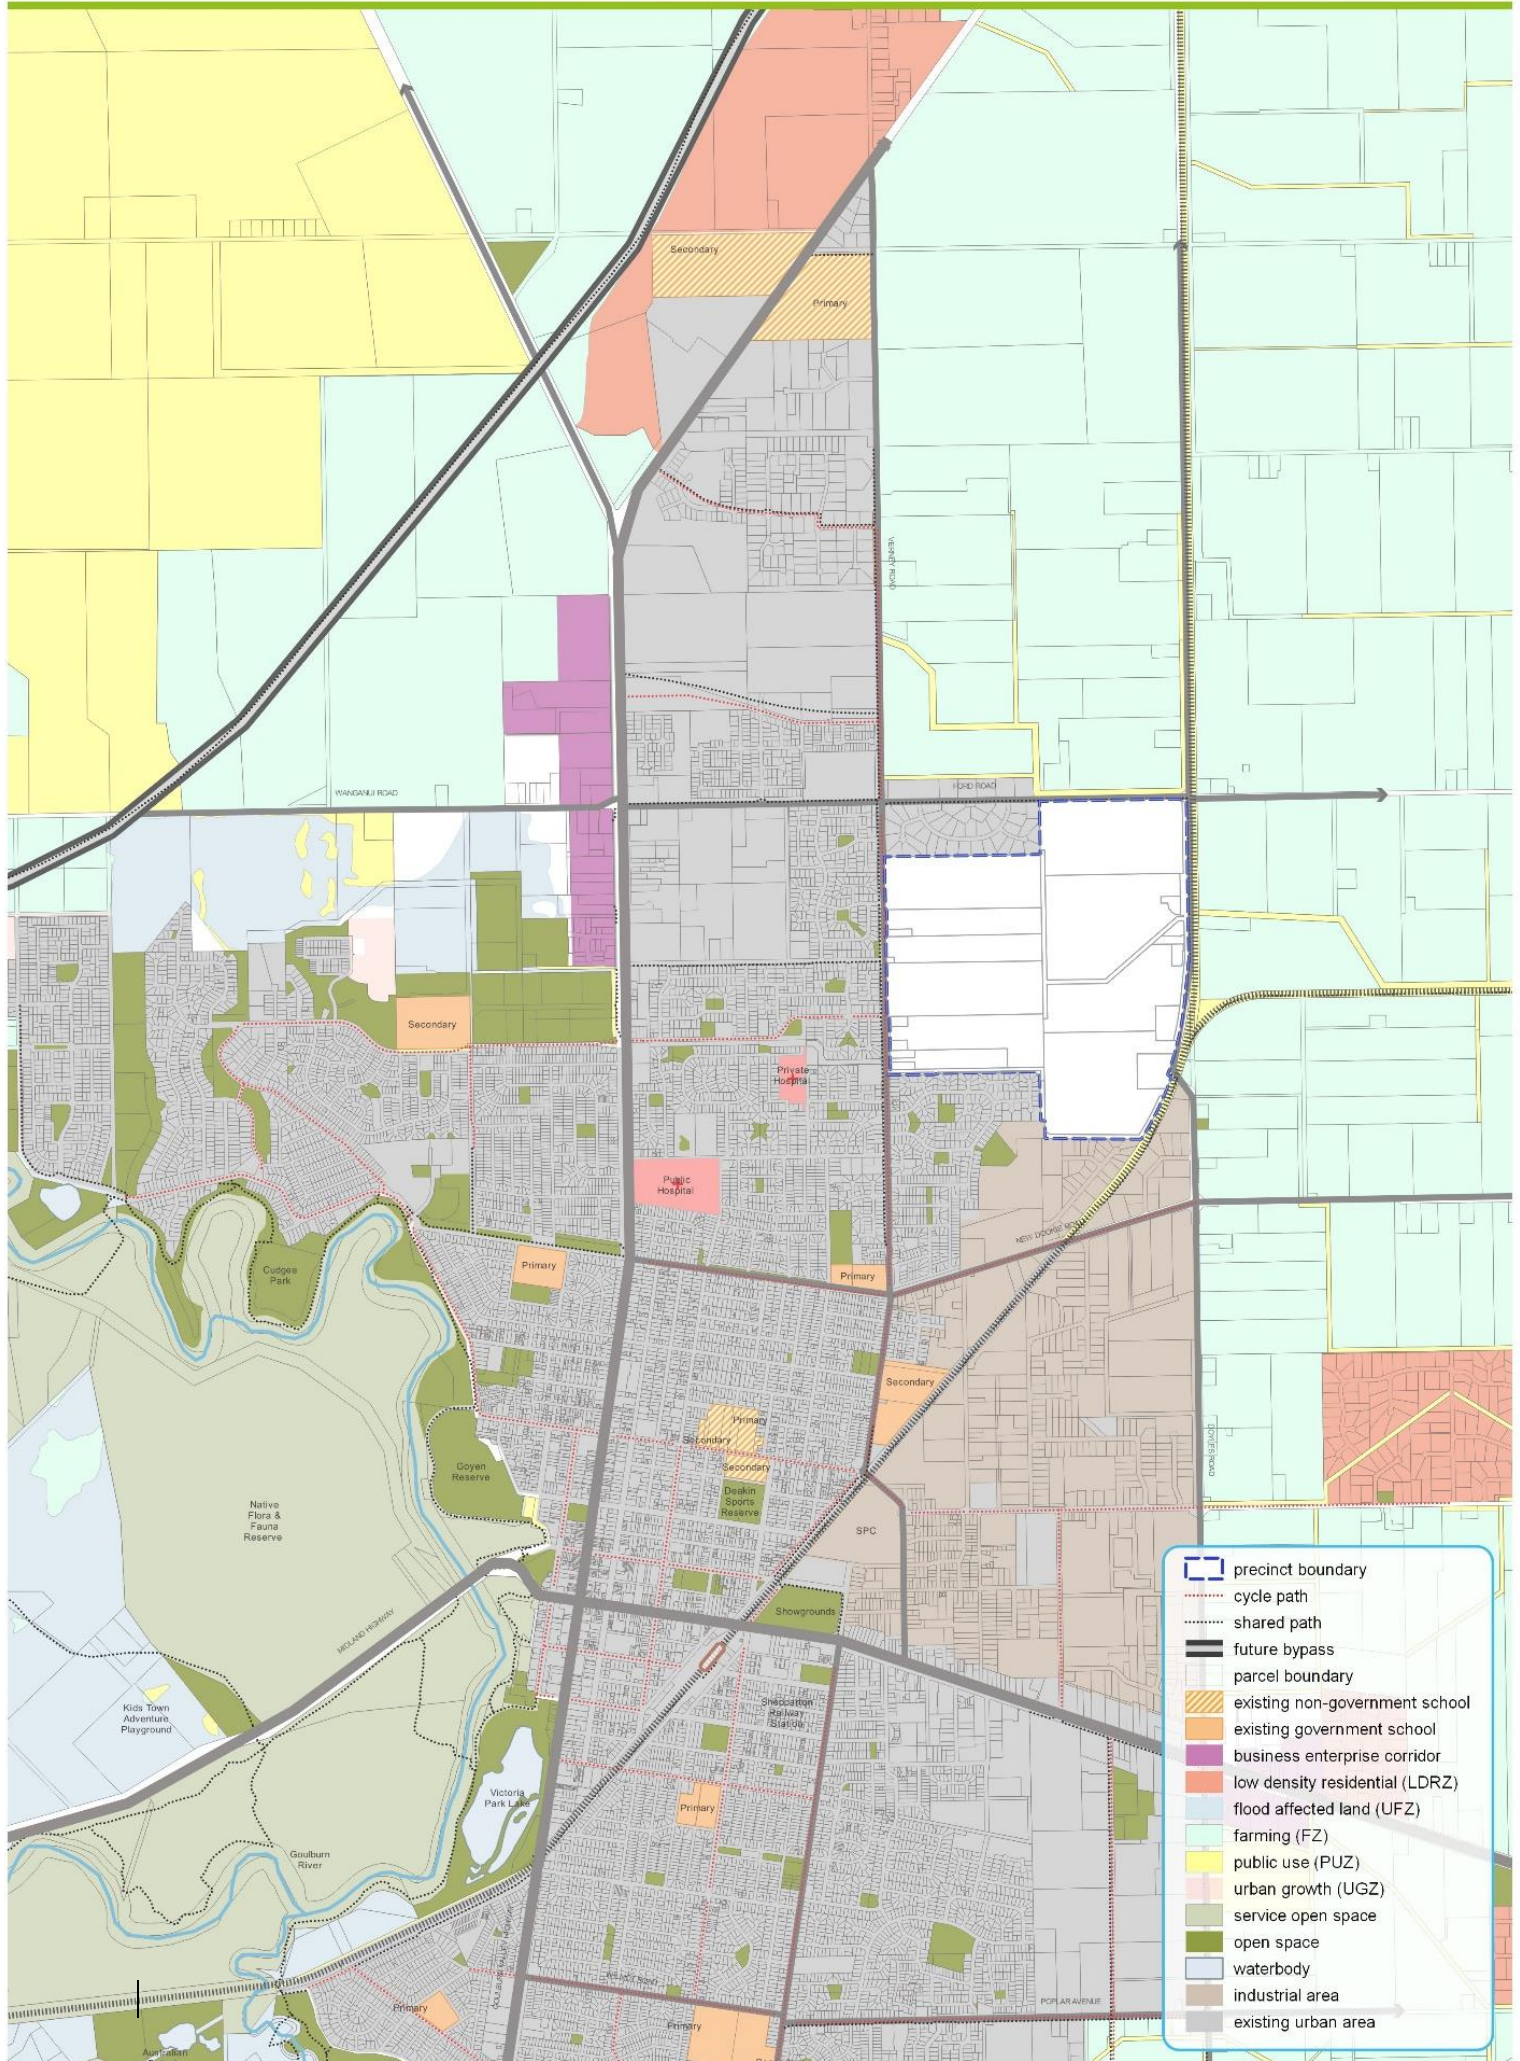 Secondary
Primary
VERNEY ROAD
WANGANUI ROAD
FORD ROAD
Secondary
Private
Hospital
Public
Hospital
NEW DOOKIE ROAD
Cudgee
Park
Primary
Primary
Secondary
Primary
Secondary
Secondary
Goyen
Reserve
Deakin
Sports
Reserve
DOYLES ROAD
Native
Flora &
Fauna
Reserve
SPC
Showgrounds
MIDLAND HIGHWAY
Kids Town
Adventure
Playground
Shepparton
Railway
Station
Victoria
Park Lake
Primary
Goulburn
River
POPLAR AVENUE
Primary
Primary
Australian
precinct boundary
cycle path
shared path
future bypass
parcel boundary
existing non-government school
existing government school
business enterprise corridor
low density residential (LDRZ)
flood affected land (UFZ)
farming (FZ)
public use (PUZ)
urban growth (UGZ)
service open space
open space
waterbody
industrial area
existing urban area